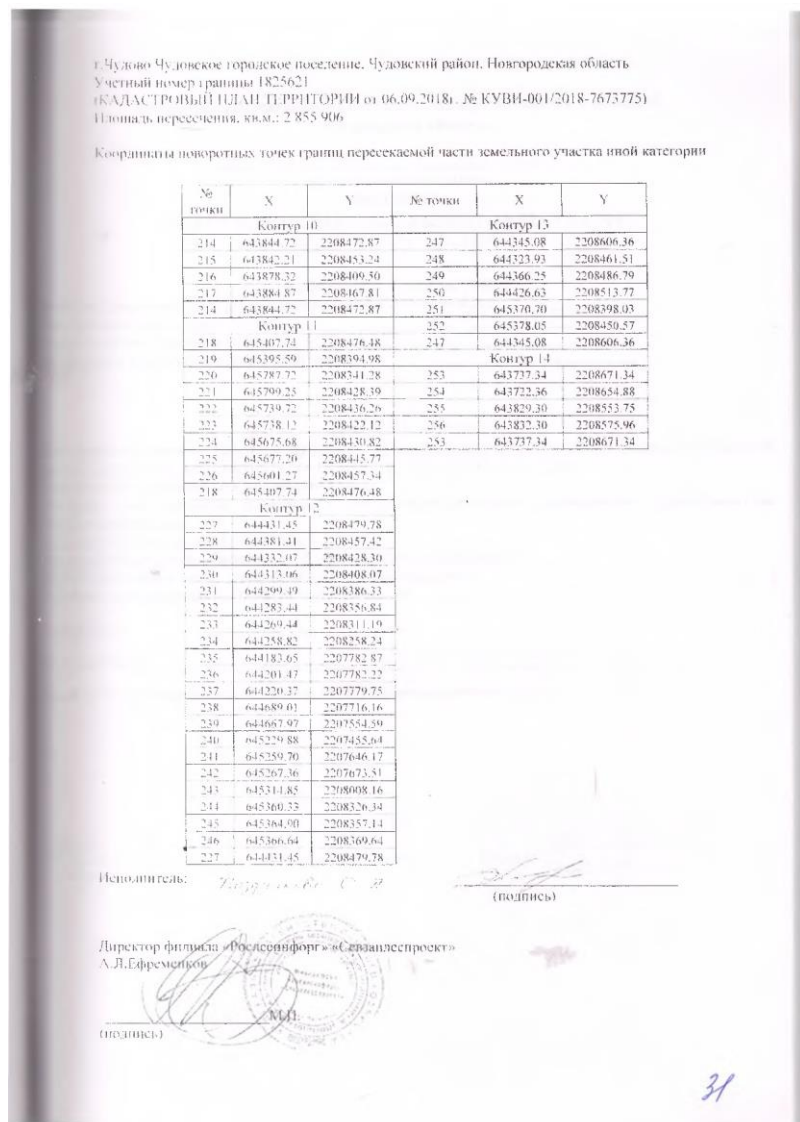 г.Чудово Чудовское городское поселение, Чудовский район, Новгородская область
Учетный номер границы 1825621
(КАДАСТРОВЫЙ ПЛАН ТЕРРИТОРИИ от 06.09.2018г. № КУВИ-001/2018-7673775)
Площадь пересечения, кв.м.: 2 855 906
Координаты поворотных точек границ пересекаемой части земельного участка иной категории
№ точки X Y № точки X Y
Контур 10 Контур 13
214 643844.72 2208472.87 247 644345.08 2208606.36
215 643842.21 2208453.24 248 644323.93 2208461.51
216 643878.32 2208409.50 249 644366.25 2208486.79
217 643884.87 2208467.81 250 644426.63 2208513.77
214 643844.72 2208472.87 251 645370.70 2208398.03
Контур 11 252 645378.05 2208450.57
218 645407.74 2208476.48 247 644345.08 2208606.36
219 645395.59 2208394.98 Контур 14
220 645787.72 2208341.28 253 643737.34 2208671.34
221 645799.25 2208428.39 254 643722.36 2208654.88
222 645739.72 2208436.26 255 643829.30 2208553.75
223 645738.12 2208422.12 256 643832.30 2208575.96
224 645675.68 2208430.82 253 643737.34 2208671.34
225 645677.20 2208445.77
226 645601.27 2208457.34
218 645407.74 2208476.48
Контур 12
227 644431.45 2208479.78
228 644381.41 2208457.42
229 644332.07 2208428.30
230 644313.06 2208408.07
231 644299.49 2208386.33
232 644283.44 2208356.84
233 644269.44 2208311.19
234 644258.82 2208258.24
235 644183.65 2207782.87
236 644201.47 2207782.22
237 644220.37 2207779.75
238 644689.01 2207716.16
239 644667.97 2207554.59
240 645229.88 2207455.64
241 645259.70 2207646.17
242 645267.36 2207673.51
243 645314.85 2208008.16
244 645360.33 2208326.34
245 645364.90 2208357.14
246 645366.64 2208369.64
227 644431.45 2208479.78
Исполнитель:
(подпись)
Директор филиала «Рослесинфорг» «Севзаплеспроект»
А.Л.Ефременков
М.П.
(подпись)
31